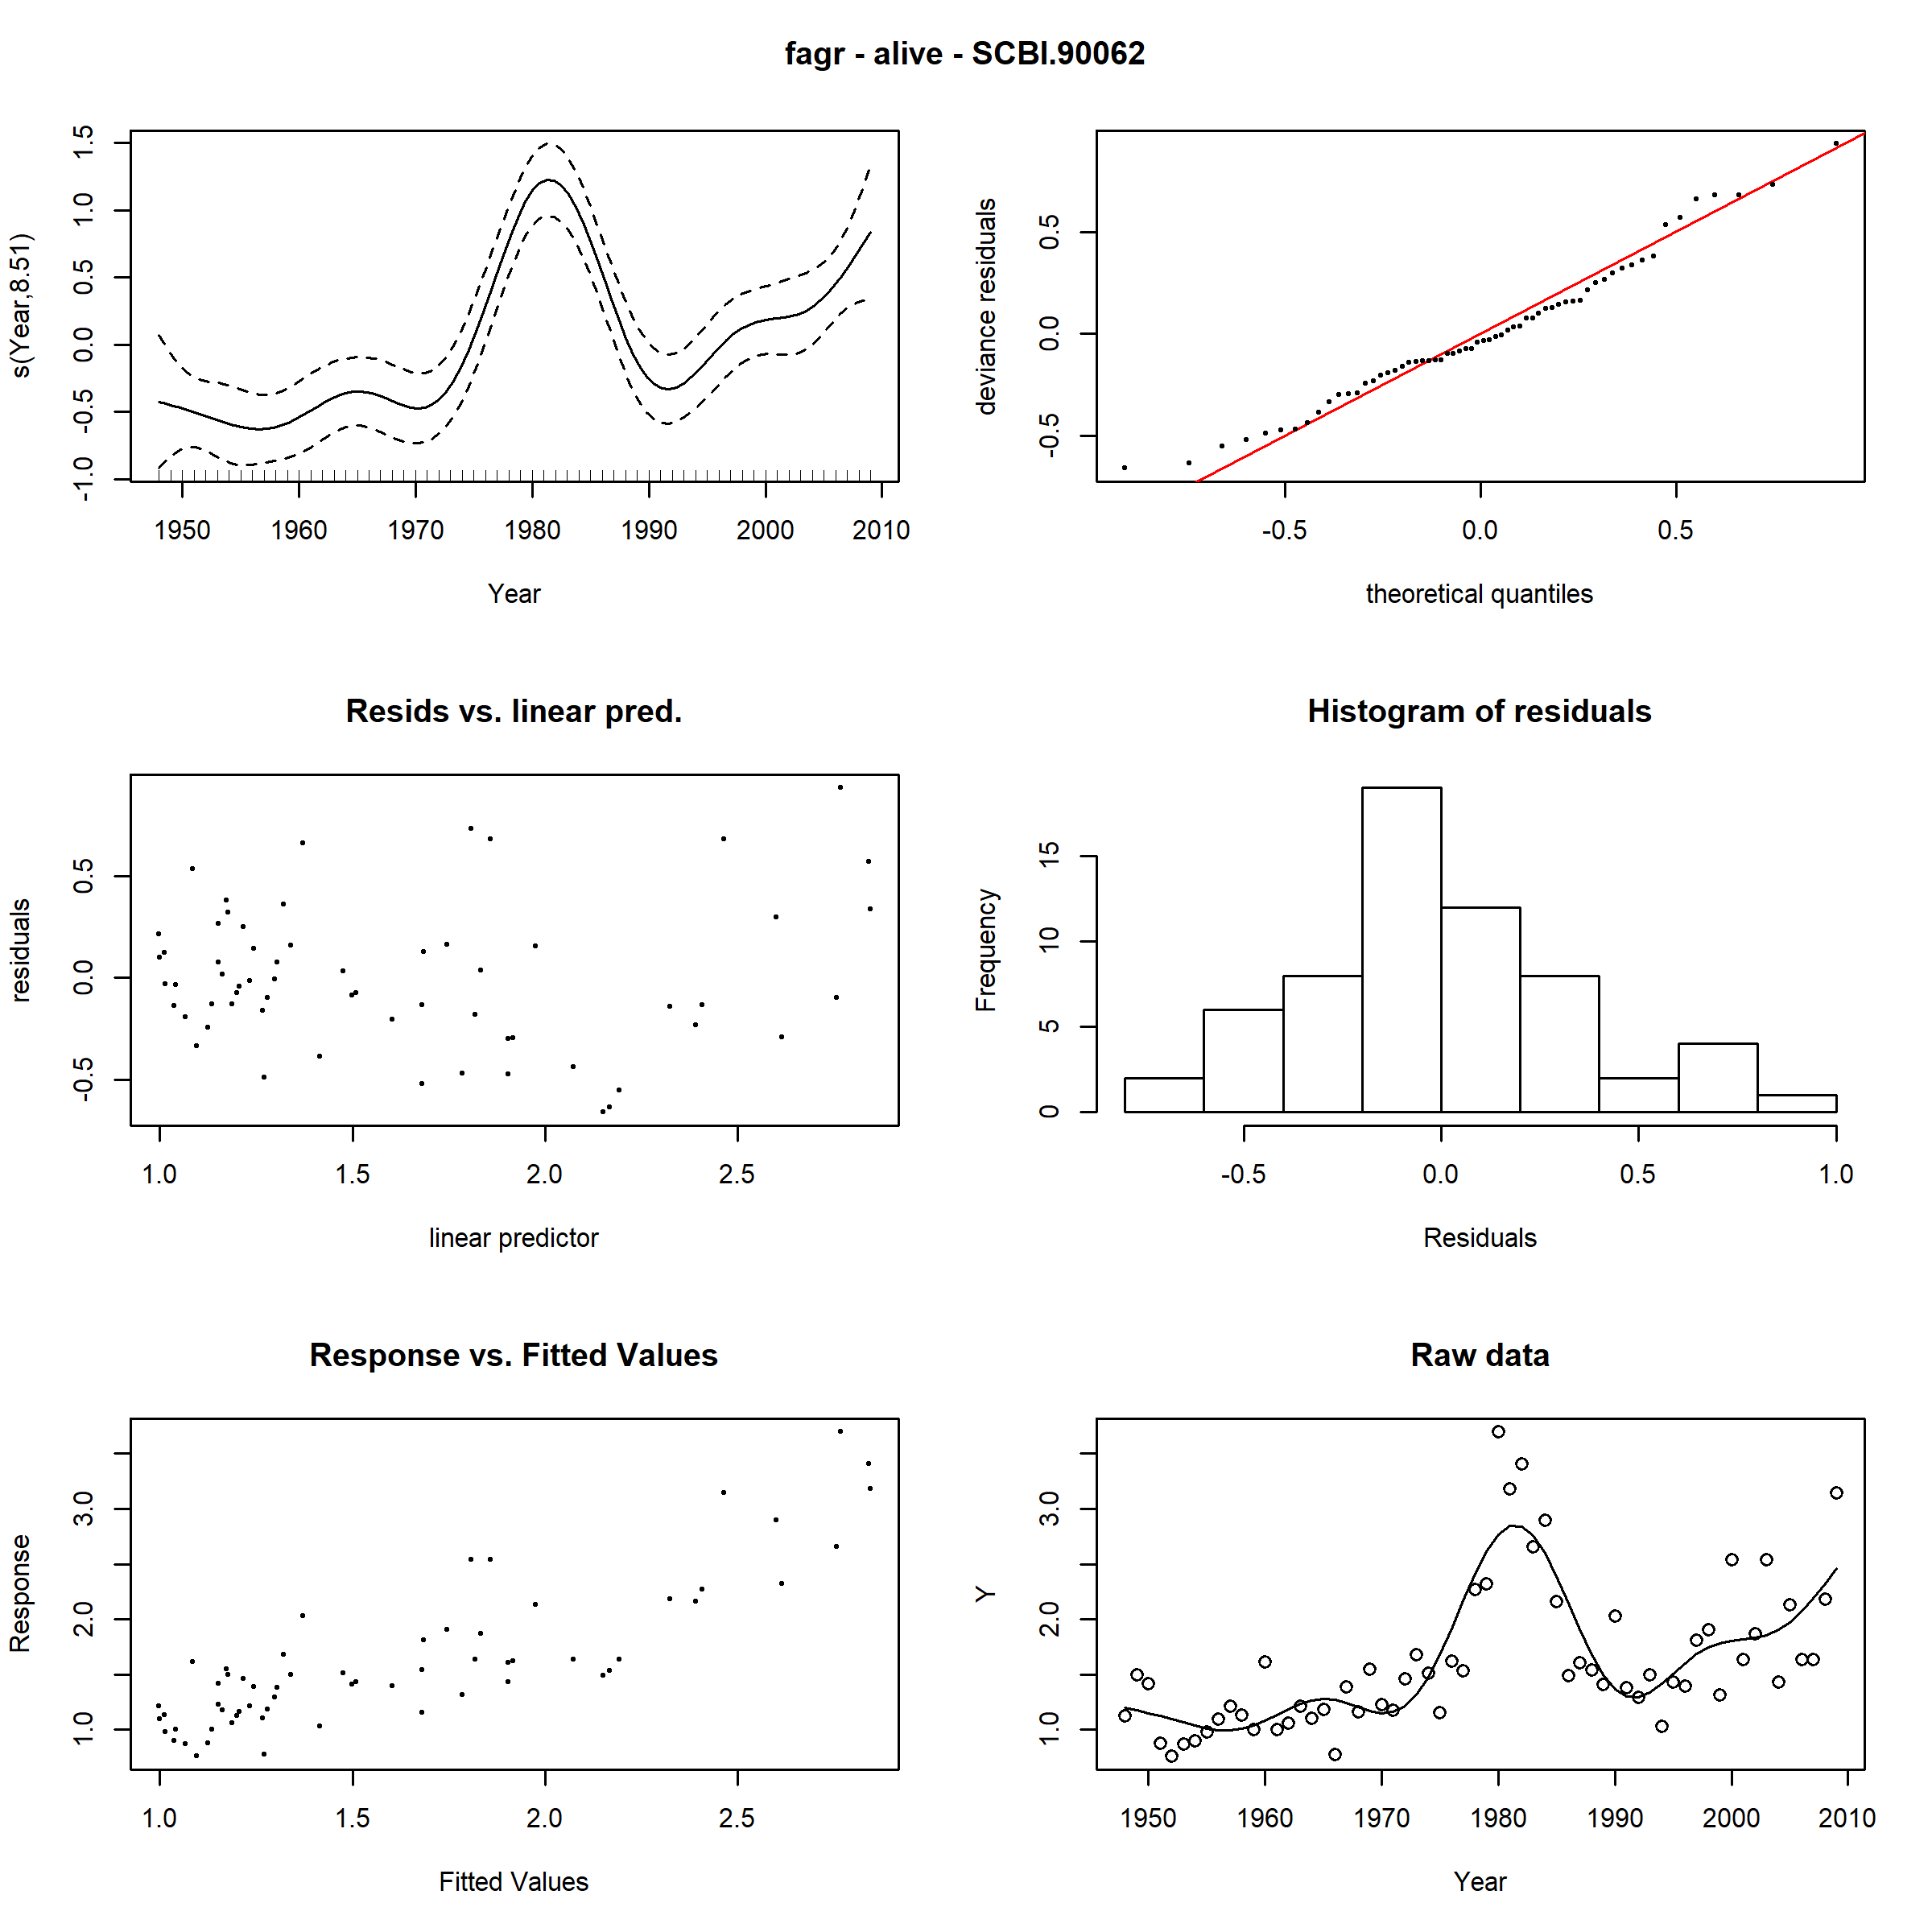 fagr - alive - SCBI.90062
s(Year,8.51)
-1.0 -0.5 0.0 0.5 1.0 1.5
1950 1960 1970 1980 1990 2000 2010
Year
deviance residuals
-0.5 0.0 0.5
-0.5 0.0 0.5
theoretical quantiles
Resids vs. linear pred.
residuals
-0.5 0.0 0.5
1.0 1.5 2.0 2.5
linear predictor
Histogram of residuals
Frequency
0 5 10 15
-0.5 0.0 0.5 1.0
Residuals
Response vs. Fitted Values
Response
1.0 2.0 3.0
1.0 1.5 2.0 2.5
Fitted Values
Raw data
Y
1.0 2.0 3.0
1950 1960 1970 1980 1990 2000 2010
Year